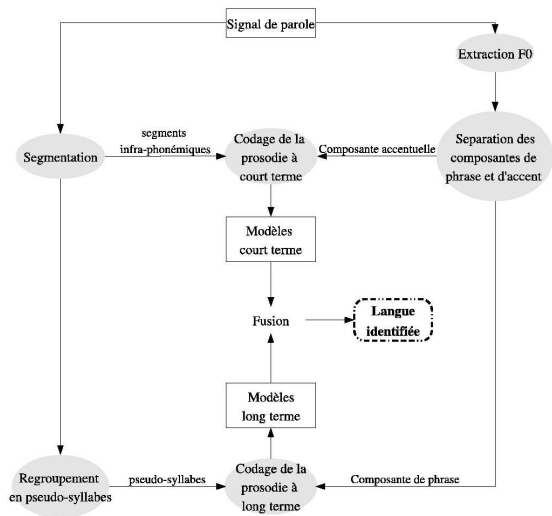 Signal de parole
Extraction F0
segments
infra-phonémiques
Segmentation
Codage de la
prosodie à
court terme
Composante accentuelle
Séparation des
composantes de
phrase et d'accent
Modèles
court terme
Fusion
Langue
identifiée
Modèles
long terme
Regroupement
en pseudo-syllabes
pseudo-syllabes
Codage de la
prosodie à
long terme
Composante de phrase